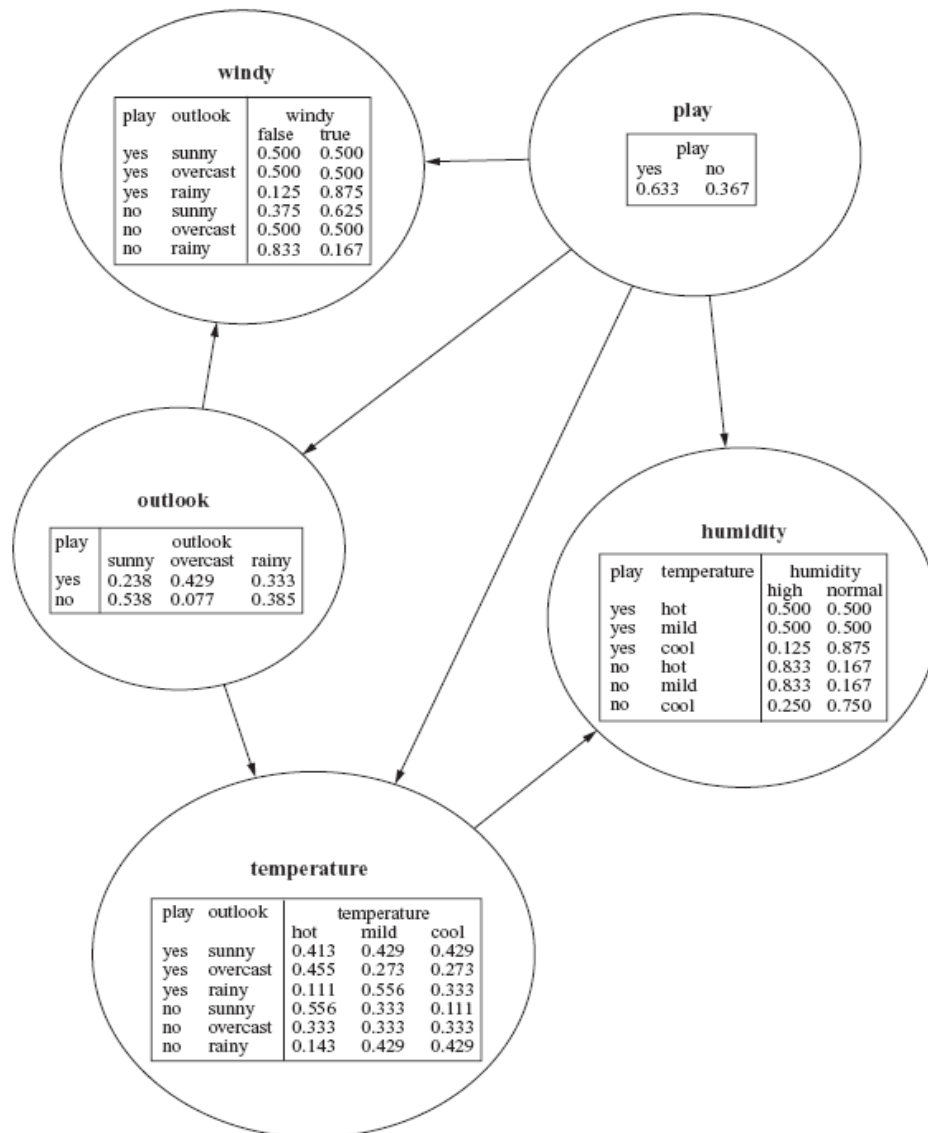 windy
play outlook windy
false true
yes sunny 0.500 0.500
yes overcast 0.500 0.500
yes rainy 0.125 0.875
no sunny 0.375 0.625
no overcast 0.500 0.500
no rainy 0.833 0.167
play
play
yes no
0.633 0.367
outlook
play outlook
sunny overcast rainy
yes 0.238 0.429 0.333
no 0.538 0.077 0.385
humidity
play temperature humidity
high normal
yes hot 0.500 0.500
yes mild 0.500 0.500
yes cool 0.125 0.875
no hot 0.833 0.167
no mild 0.833 0.167
no cool 0.250 0.750
temperature
play outlook temperature
hot mild cool
yes sunny 0.413 0.429 0.429
yes overcast 0.455 0.273 0.273
yes rainy 0.111 0.556 0.333
no sunny 0.556 0.333 0.111
no overcast 0.333 0.333 0.333
no rainy 0.143 0.429 0.429